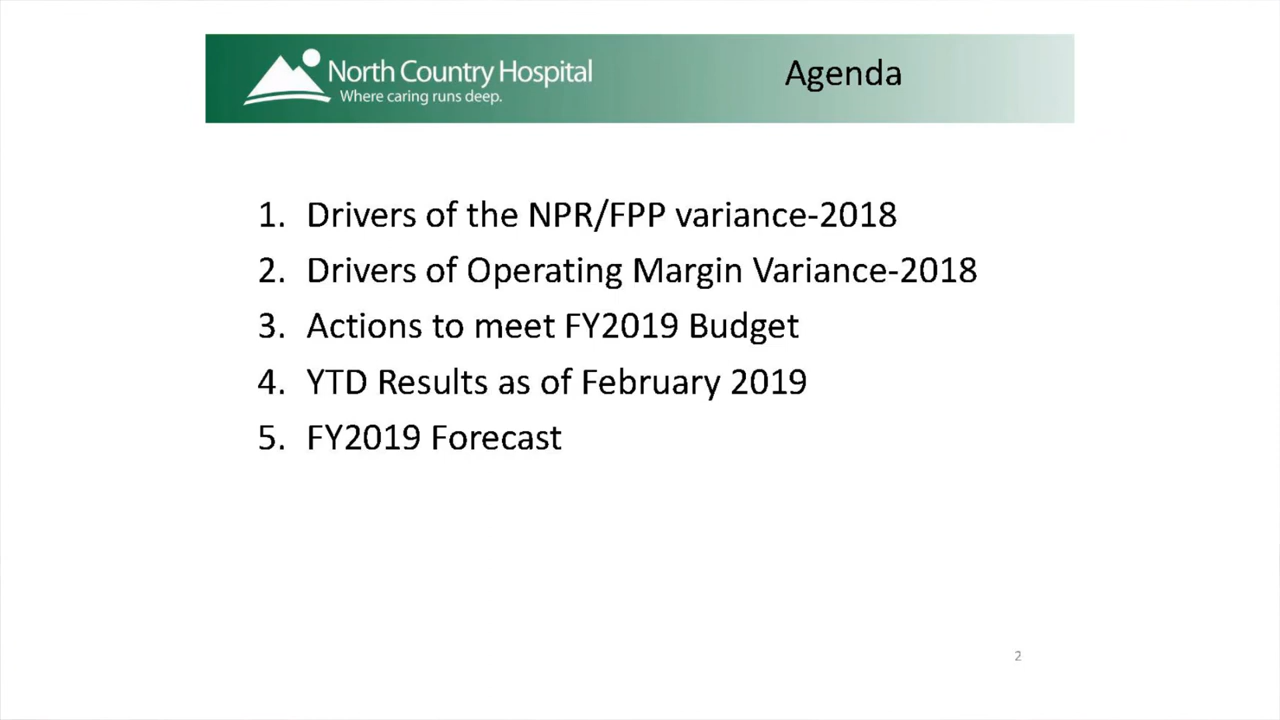 North Country Hospital
Where caring runs deep.
Agenda
1. Drivers of the NPR/FPP variance-2018
2. Drivers of Operating Margin Variance-2018
3. Actions to meet FY2019 Budget
4. YTD Results as of February 2019
5. FY2019 Forecast
2